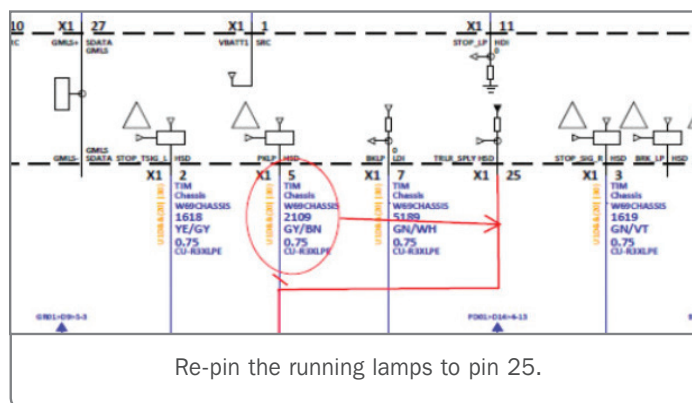 10 X1 27 X1 1 X1 11
IC GMLS+ SDATA VBATT1 SRC STOP_LP HDI
GMLS 0
GMLS 0
GMLS- SDATA STOP_TSIG_L HSD PKLP HSD BKLP LDI TRLR_SPLY HSD STOP_SIG_R HSD BRK_LP HSD
X1 2 X1 5 X1 7 X1 25 X1 3
TIM TIM TIM TIM
Chassis Chassis Chassis Chassis
W69CHASSIS W69CHASSIS W69CHASSIS W69CHASSIS
1618 2109 5189 1619
YE/GY GY/BN GN/WH GN/VT
0.75 0.75 0.75 0.75
CU-R3XLPE CU-R3XLPE CU-R3XLPE CU-R3XLPE
Re-pin the running lamps to pin 25.